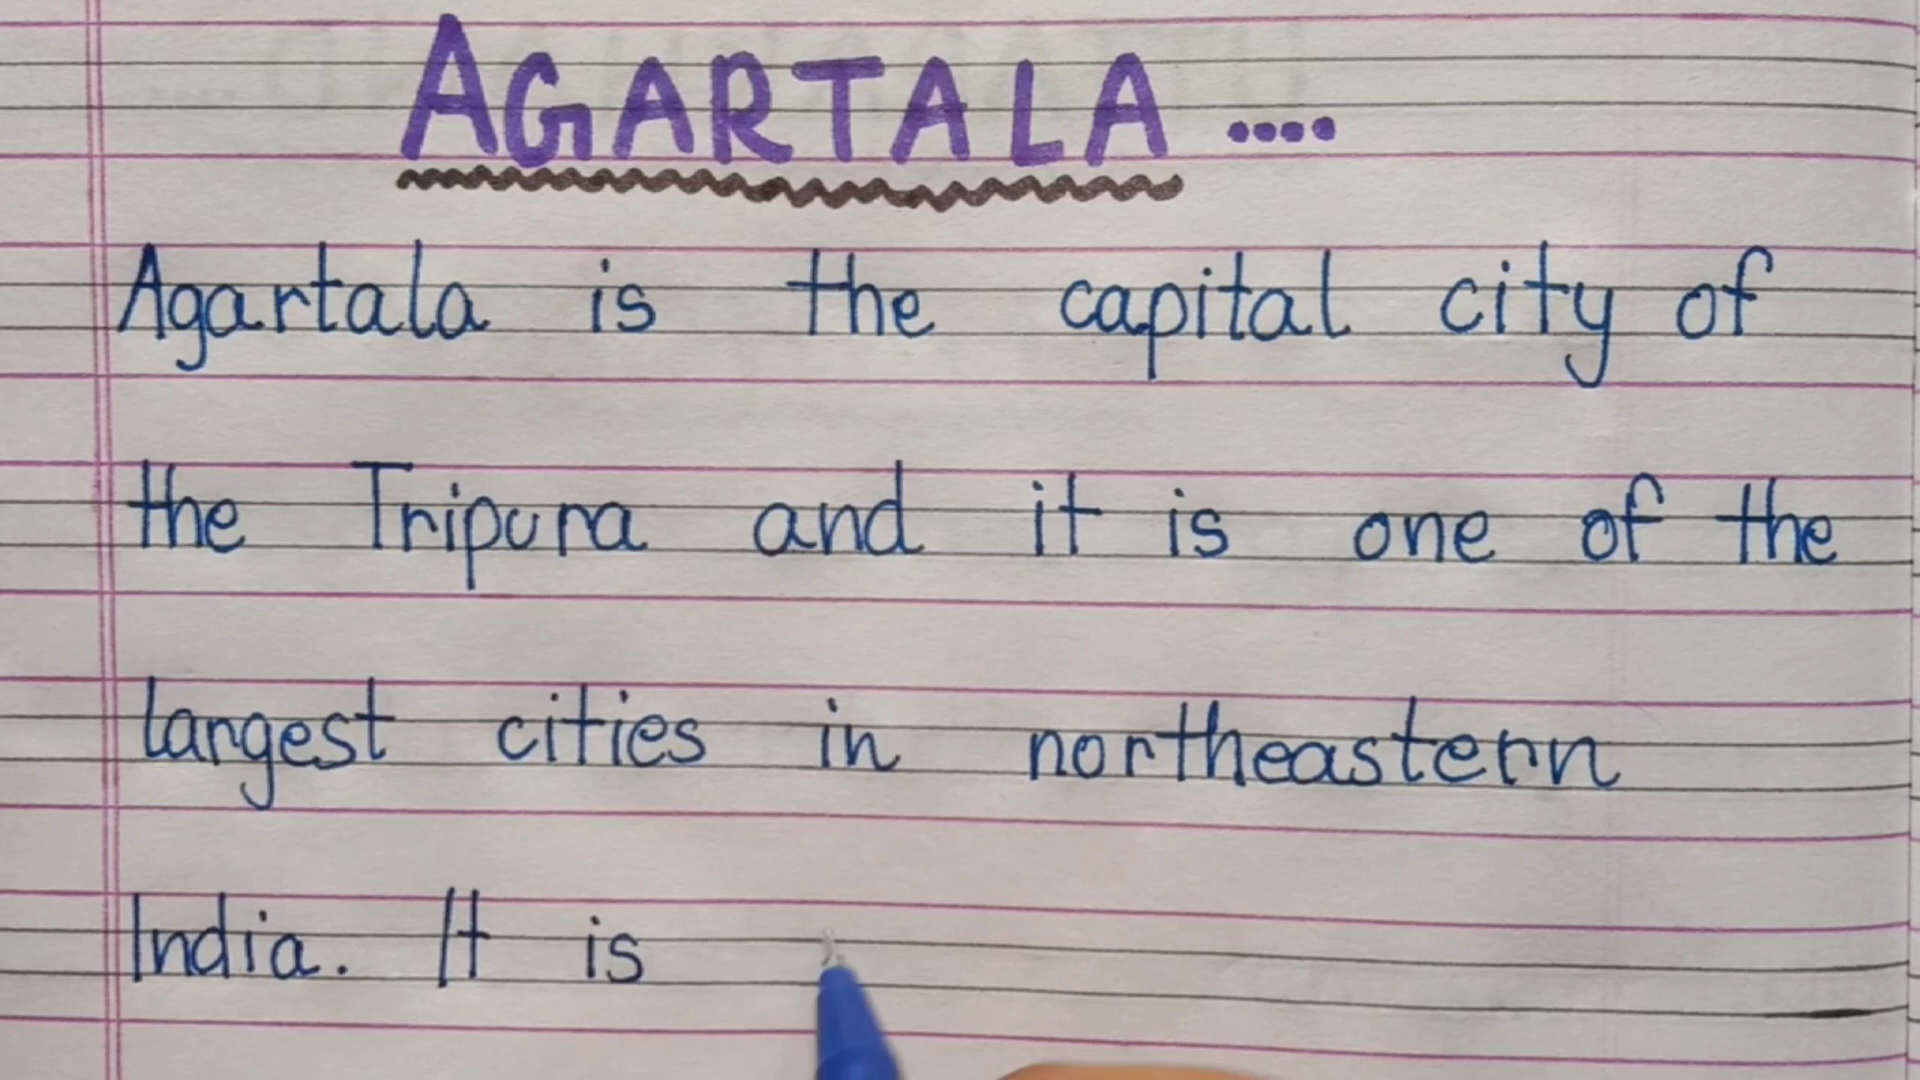 AGARTALA ....
Agartala is the capital city of
the Tripura and it is one of the
largest cities in northeastern
India. It is